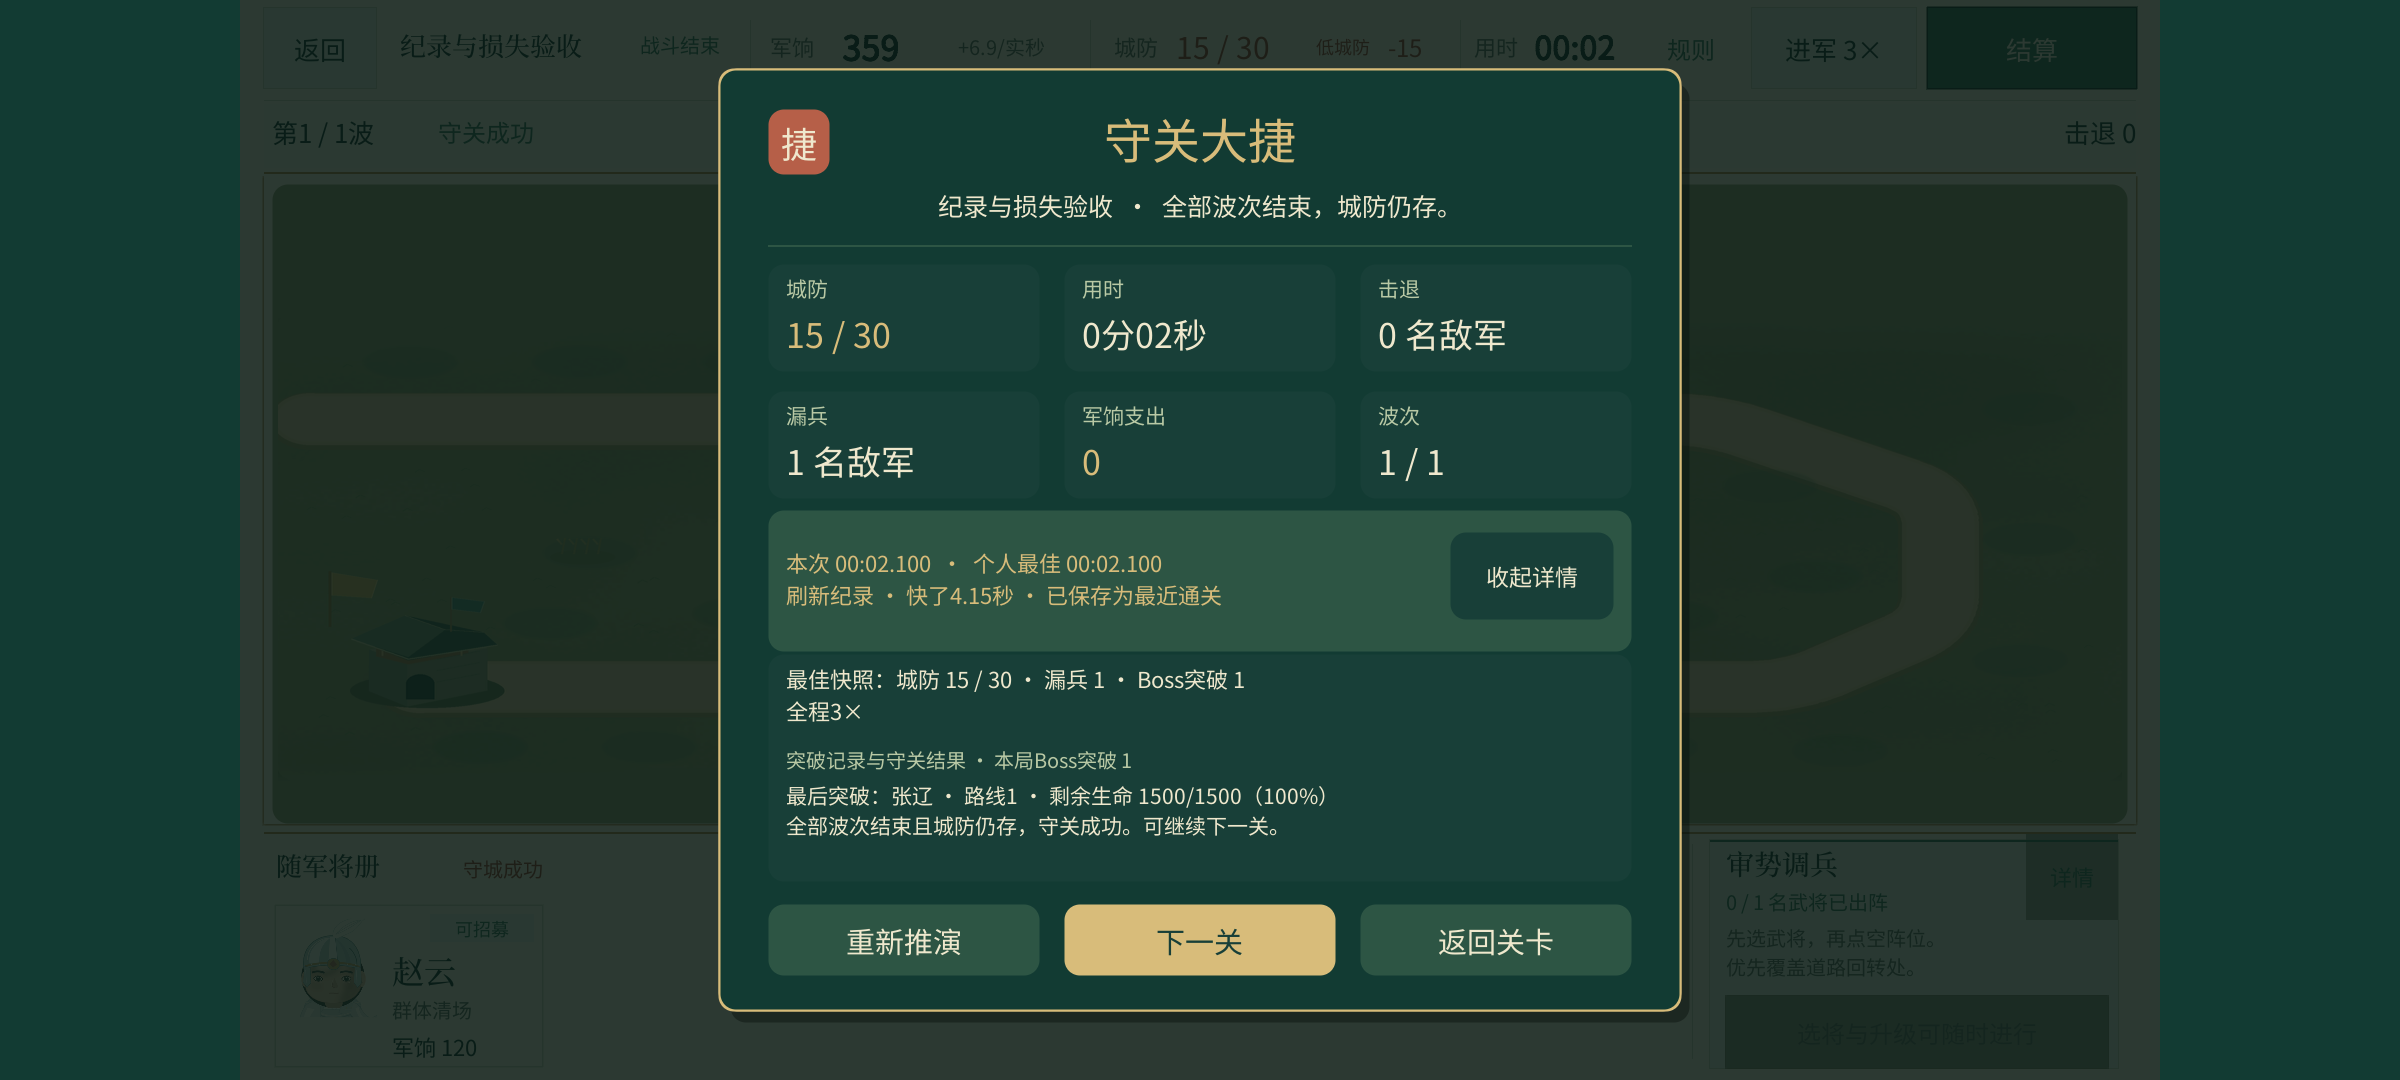 返回
纪录与损失验收
战斗结束
军饷 359
+6.9/实秒
城防 15 / 30
低城防 -15
用时 00:02
规则
进军 3×
结算
第1 / 1波
守关成功
击退 0
捷
守关大捷
纪录与损失验收 · 全部波次结束，城防仍存。
城防
15 / 30
用时
0分02秒
击退
0 名敌军
漏兵
1 名敌军
军饷支出
0
波次
1 / 1
本次 00:02.100 · 个人最佳 00:02.100
刷新纪录 · 快了4.15秒 · 已保存为最近通关
收起详情
最佳快照：城防 15 / 30 · 漏兵 1 · Boss突破 1
全程3×
突破记录与守关结果 · 本局Boss突破 1
最后突破：张辽 · 路线1 · 剩余生命 1500/1500（100%）
全部波次结束且城防仍存，守关成功。可继续下一关。
重新推演
下一关
返回关卡
随军将册
守城成功
可招募
赵云
群体清场
军饷 120
审势调兵
详情
0 / 1 名武将已出阵
先选武将，再点空阵位。
优先覆盖道路回转处。
选将与升级可随时进行